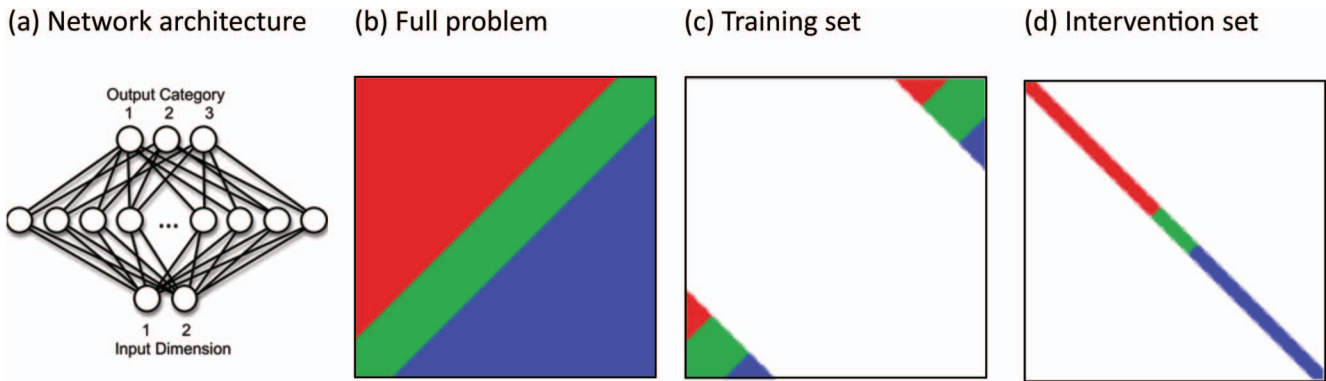 (a) Network architecture
(b) Full problem
(c) Training set
(d) Intervention set
Output Category
1 2 3
...
1 2
Input Dimension